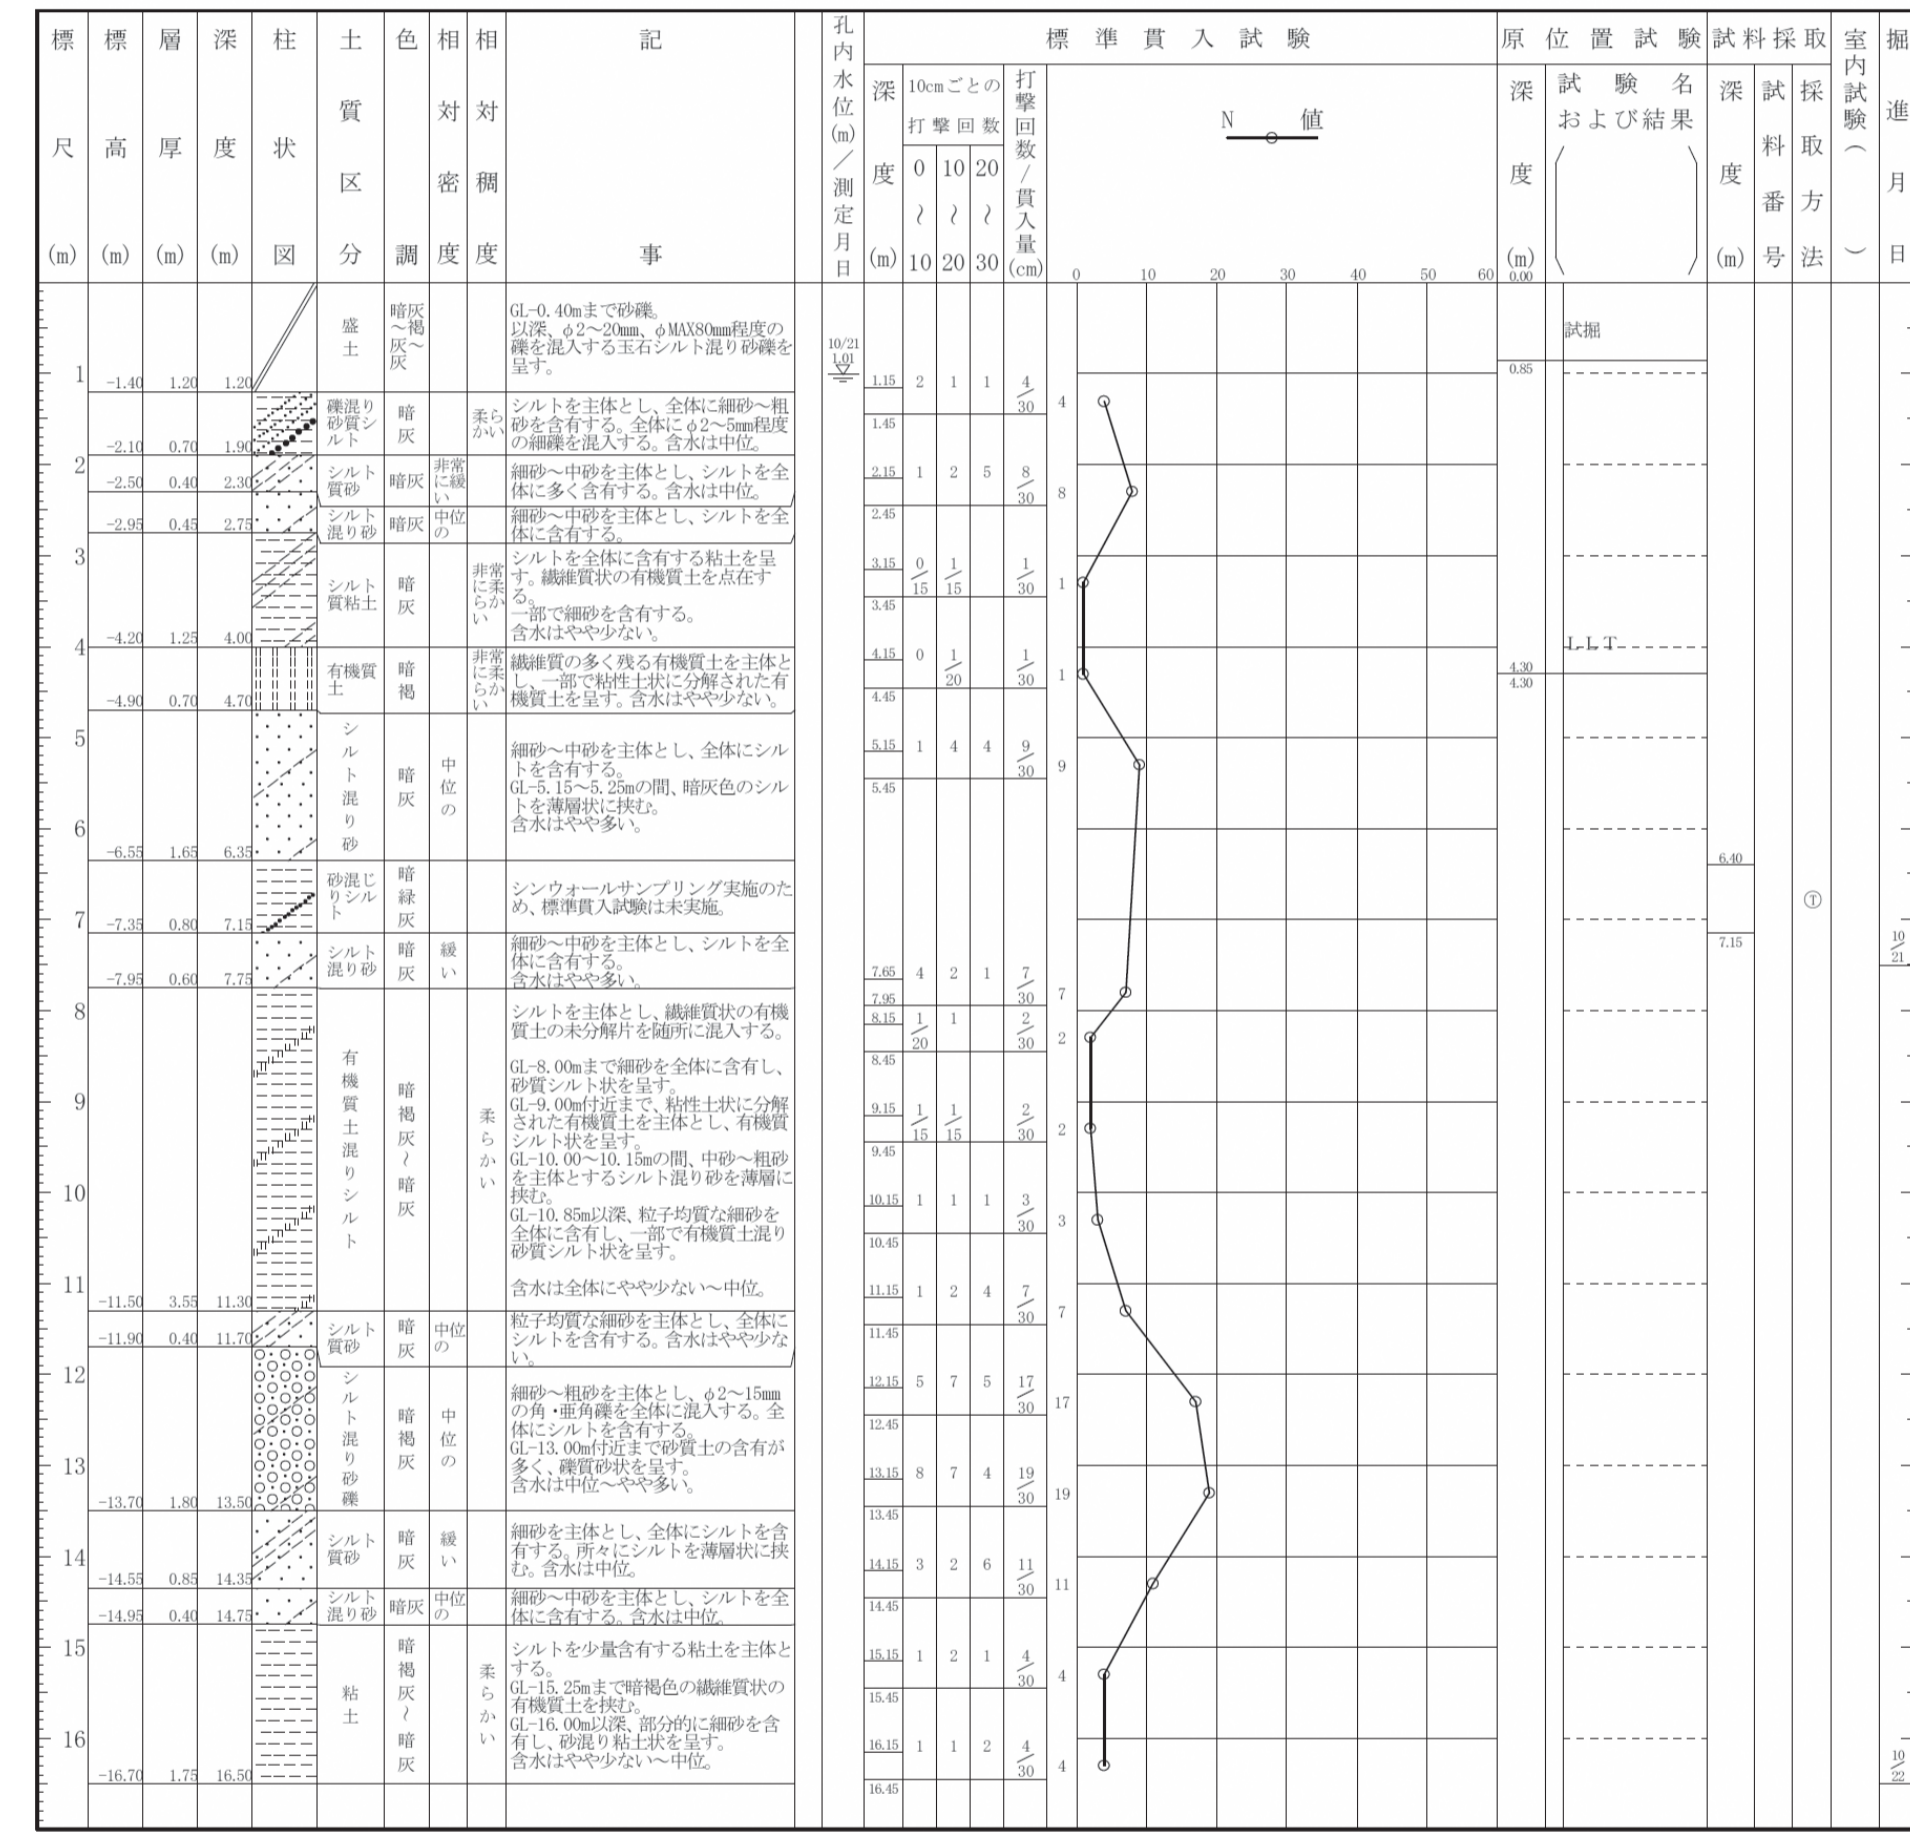 標尺(m)
標高(m)
層厚(m)
深度(m)
柱状図
土質区分
色調
相対密度
相対稠度
記事
孔内水位(m)／測定月日
標準貫入試験
深度(m)
10cmごとの
打撃回数
0～10
10～20
20～30
打撃回数/貫入量(cm)
N 値
0 10 20 30 40 50 60
原位置試験
深度(m)
試験名
および結果
試料採取
深度(m)
試料番号
採取方法
室内試験（ ）
掘進月日
0.00
1
-1.40 1.20 1.20
盛土
暗灰～褐灰～灰
GL-0.40mまで砂礫。
以深、φ2～20mm、φMAX80mm程度の
礫を混入する玉石シルト混り砂礫を
呈す。
10/21
1.01
1.15 2 1 1 4/30
1.45
4
試掘
0.85
-2.10 0.70 1.90
礫混り
砂質シ
ルト
暗灰
柔らかい
シルトを主体とし、全体に細砂～粗
砂を含有する。全体にφ2～5mm程度
の細礫を混入する。含水は中位。
2
-2.50 0.40 2.30
シルト
質砂
暗灰
非常に緩い
細砂～中砂を主体とし、シルトを全
体に多く含有する。含水は中位。
2.15 1 2 5 8/30
2.45
8
-2.95 0.45 2.75
シルト
混り砂
暗灰
中位の
細砂～中砂を主体とし、シルトを全
体に含有する。
3
-4.20 1.25 4.00
シルト
質粘土
暗灰
非常に柔らかい
シルトを全体に含有する粘土を呈
す。繊維質状の有機質土を点在す
る。
一部で細砂を含有する。
含水はやや少ない。
3.15 0/15 1/15 1/30
3.45
1
4
-4.90 0.70 4.70
有機質
土
暗褐
非常に柔らかい
繊維質の多く残る有機質土を主体と
し、一部で粘性土状に分解された有
機質土を呈す。含水はやや少ない。
4.15 0 1/20 1/30
4.45
1
LLT
4.30
4.30
5
6
-6.55 1.65 6.35
シルト混り砂
暗灰
中位の
細砂～中砂を主体とし、全体にシル
トを含有する。
GL-5.15～5.25mの間、暗灰色のシル
トを薄層状に挟む。
含水はやや多い。
5.15 1 4 4 9/30
5.45
9
7
-7.35 0.80 7.15
砂混じ
りシル
ト
暗緑灰
シンウォールサンプリング実施のた
め、標準貫入試験は未実施。
6.40
Ⓣ
7.15
10/21
-7.95 0.60 7.75
シルト
混り砂
暗灰
緩い
細砂～中砂を主体とし、シルトを全
体に含有する。
含水はやや多い。
7.65 4 2 1 7/30
7.95
7
8
9
10
11
-11.50 3.55 11.30
有機質土混りシルト
暗褐灰～暗灰
柔らかい
シルトを主体とし、繊維質状の有機
質土の未分解片を随所に混入する。
GL-8.00mまで細砂を全体に含有し、
砂質シルト状を呈す。
GL-9.00m付近まで、粘性土状に分解
された有機質土を主体とし、有機質
シルト状を呈す。
GL-10.00～10.15mの間、中砂～粗砂
を主体とするシルト混り砂を薄層に
挟む。
GL-10.85m以深、粒子均質な細砂を
全体に含有し、一部で有機質土混り
砂質シルト状を呈す。
含水は全体にやや少ない～中位。
8.15 1/20 1 2/30
8.45
2
9.15 1/15 1/15 2/30
9.45
2
10.15 1 1 1 3/30
10.45
3
11.15 1 2 4 7/30
11.45
7
-11.90 0.40 11.70
シルト
質砂
暗灰
中位の
粒子均質な細砂を主体とし、全体に
シルトを含有する。含水はやや少な
い。
12
13
-13.70 1.80 13.50
シルト混り砂礫
暗褐灰
中位の
細砂～粗砂を主体とし、φ2～15mm
の角・亜角礫を全体に混入する。全
体にシルトを含有する。
GL-13.00m付近まで砂質土の含有が
多く、礫質砂状を呈す。
含水は中位～やや多い。
12.15 5 7 5 17/30
12.45
17
13.15 8 7 4 19/30
13.45
19
14
-14.55 0.85 14.35
シルト
質砂
暗灰
緩い
細砂を主体とし、全体にシルトを含
有する。所々にシルトを薄層状に挟
む。含水は中位。
14.15 3 2 6 11/30
14.45
11
-14.95 0.40 14.75
シルト
混り砂
暗灰
中位の
細砂～中砂を主体とし、シルトを全
体に含有する。含水は中位。
15
16
-16.70 1.75 16.50
粘土
暗褐灰～暗灰
柔らかい
シルトを少量含有する粘土を主体と
する。
GL-15.25mまで暗褐色の繊維質状の
有機質土を挟む。
GL-16.00m以深、部分的に細砂を含
有し、砂混り粘土状を呈す。
含水はやや少ない～中位。
15.15 1 2 1 4/30
15.45
4
16.15 1 1 2 4/30
16.45
4
10/22